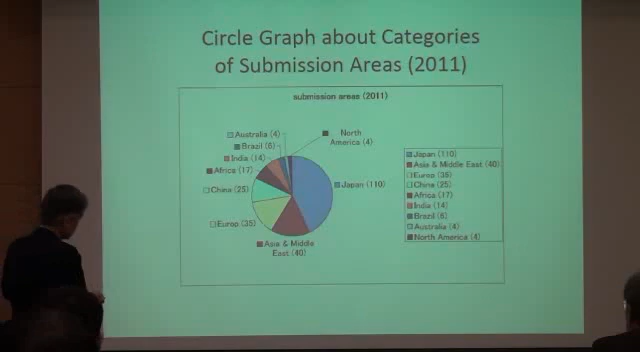 Circle Graph about Categories
of Submission Areas (2011)
submission areas (2011)
Australia (4)
North
America (4)
Brazil (6)
India (14)
Africa (17)
Japan (110)
China (25)
Europ (35)
Asia & Middle
East (40)
Japan (110)
Asia & Middle East (40)
Europ (35)
China (25)
Africa (17)
India (14)
Brazil (6)
Australia (4)
North America (4)